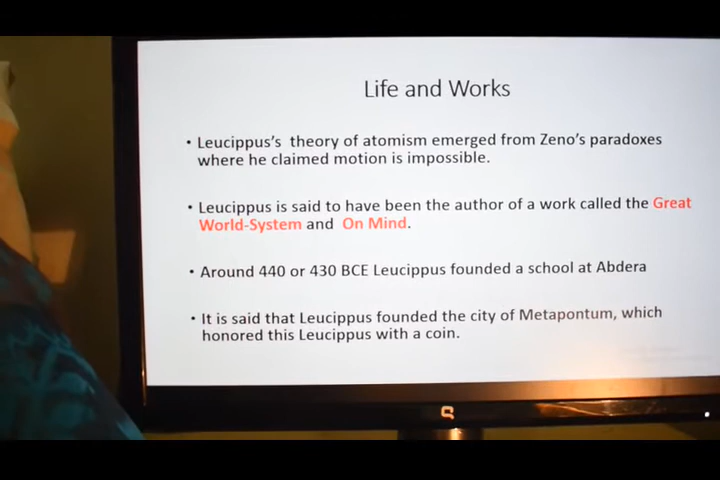 Life and Works
• Leucippus's theory of atomism emerged from Zeno's paradoxes
where he claimed motion is impossible.
• Leucippus is said to have been the author of a work called the Great
World-System and On Mind.
• Around 440 or 430 BCE Leucippus founded a school at Abdera
• It is said that Leucippus founded the city of Metapontum, which
honored this Leucippus with a coin.